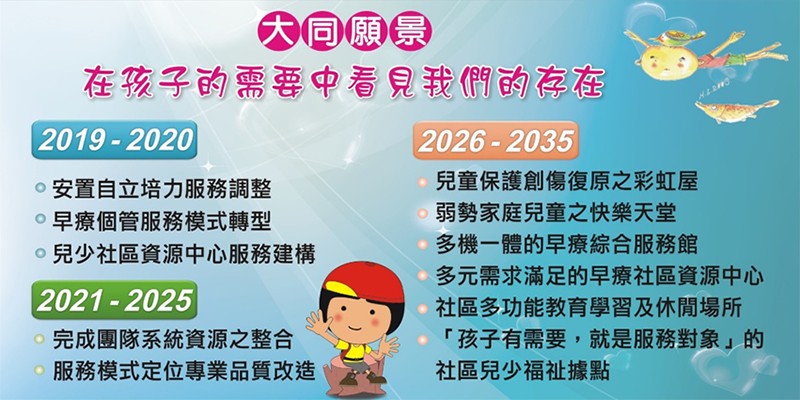 大同願景
在孩子的需要中看見我們的存在
2019 - 2020
安置自立培力服務調整
早療個管服務模式轉型
兒少社區資源中心服務建構
2021 - 2025
完成團隊系統資源之整合
服務模式定位專業品質改造
2026 - 2035
兒童保護創傷復原之彩虹屋
弱勢家庭兒童之快樂天堂
多機一體的早療綜合服務館
多元需求滿足的早療社區資源中心
社區多功能教育學習及休閒場所
「孩子有需要，就是服務對象」的
社區兒少福祉據點